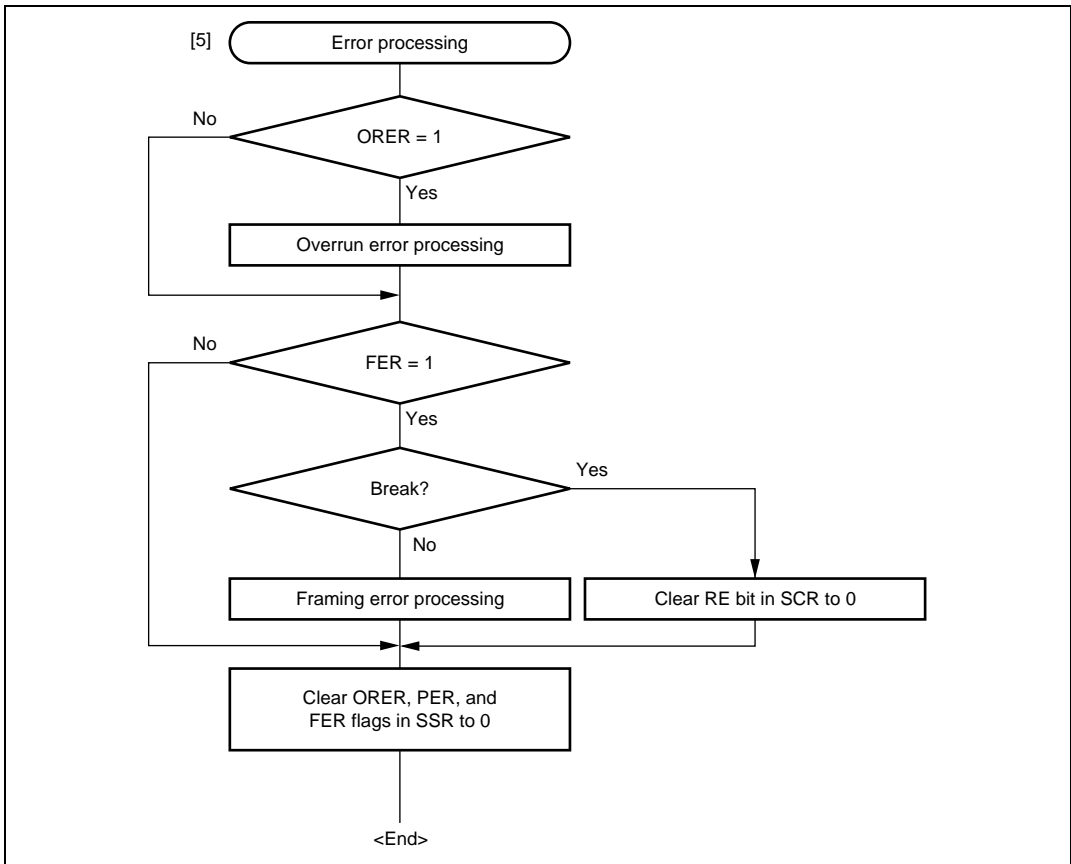 [5] Error processing
No
ORER = 1
Yes
Overrun error processing
No
FER = 1
Yes
Yes
Break?
No
Framing error processing
Clear RE bit in SCR to 0
Clear ORER, PER, and
FER flags in SSR to 0
<End>